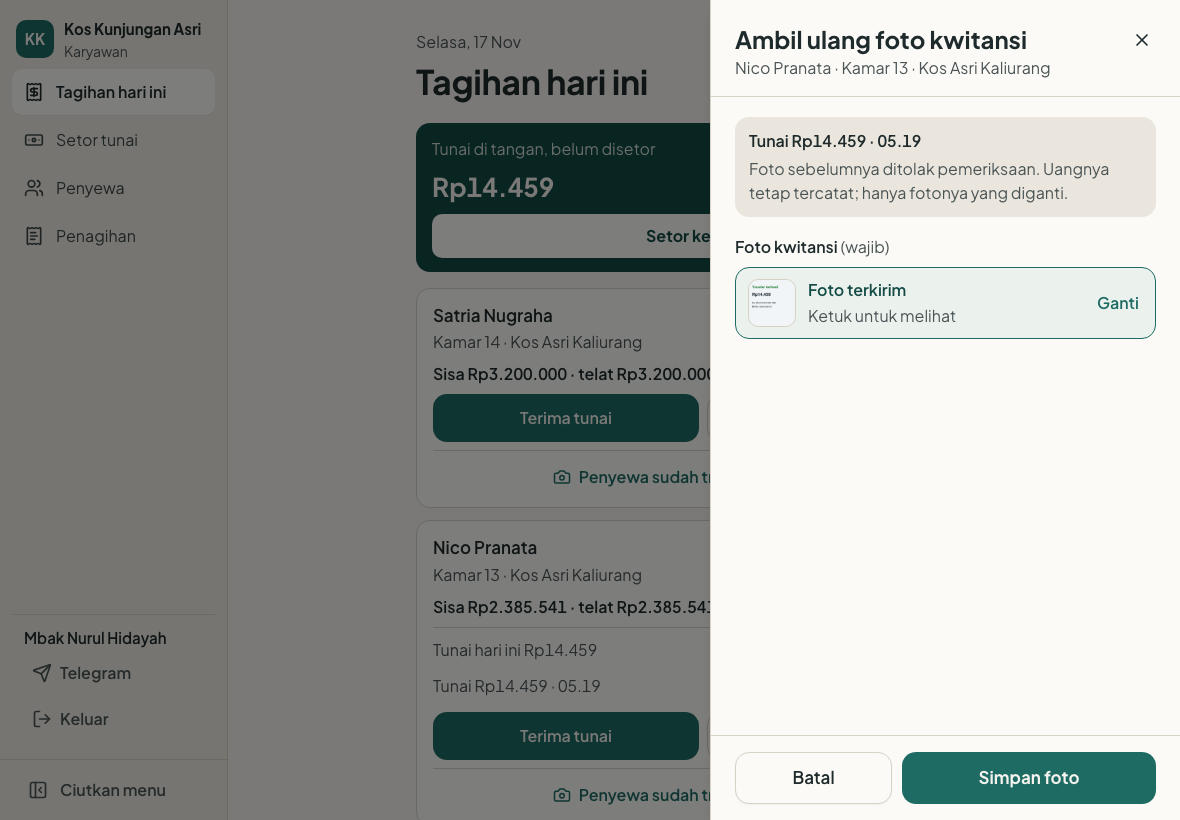 KK
Kos Kunjungan Asri
Karyawan
Tagihan hari ini
Setor tunai
Penyewa
Penagihan
Mbak Nurul Hidayah
Telegram
Keluar
Ciutkan menu
Selasa, 17 Nov
Tagihan hari ini
Tunai di tangan, belum disetor
Rp14.459
Setor ke
Satria Nugraha
Kamar 14 · Kos Asri Kaliurang
Sisa Rp3.200.000 · telat Rp3.200.000
Terima tunai
Penyewa sudah tr
Nico Pranata
Kamar 13 · Kos Asri Kaliurang
Sisa Rp2.385.541 · telat Rp2.385.541
Tunai hari ini Rp14.459
Tunai Rp14.459 · 05.19
Terima tunai
Penyewa sudah tr
Ambil ulang foto kwitansi
Nico Pranata · Kamar 13 · Kos Asri Kaliurang
Tunai Rp14.459 · 05.19
Foto sebelumnya ditolak pemeriksaan. Uangnya
tetap tercatat; hanya fotonya yang diganti.
Foto kwitansi (wajib)
Rp14.459
Foto terkirim
Ketuk untuk melihat
Ganti
Batal
Simpan foto